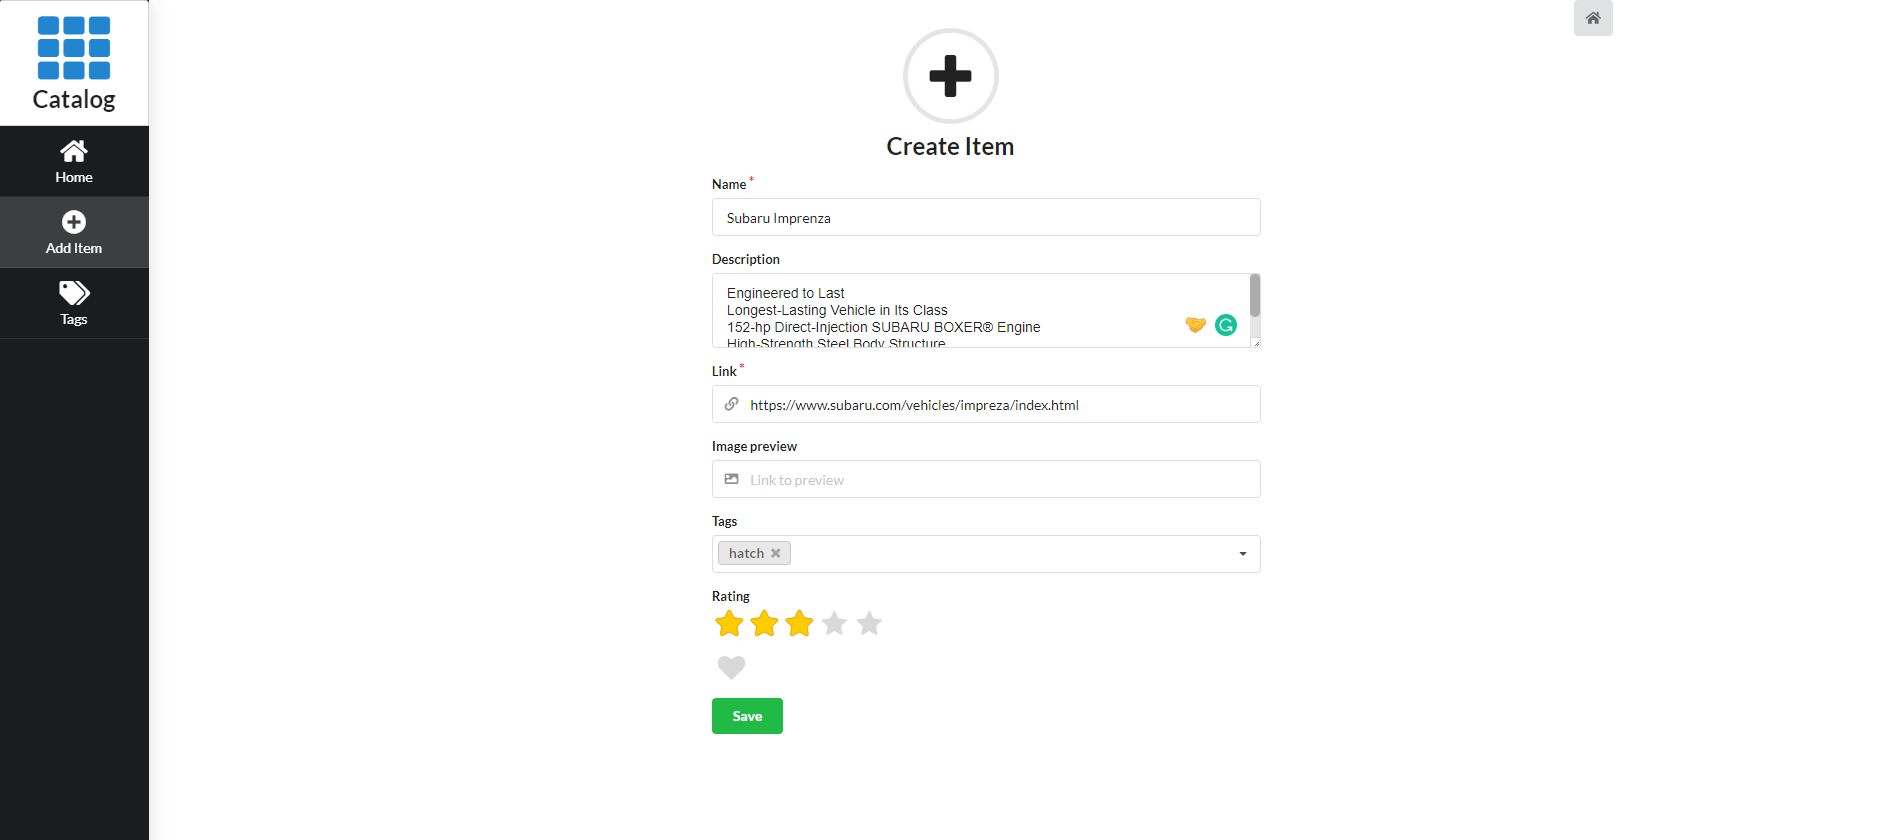 Catalog
Home
Add Item
Tags
Create Item
Name *
Subaru Imprenza
Description
Engineered to Last
Longest-Lasting Vehicle in Its Class
152-hp Direct-Injection SUBARU BOXER® Engine
High-Strength Steel Body Structure
Link *
https://www.subaru.com/vehicles/impreza/index.html
Image preview
Link to preview
Tags
hatch
Rating
Save